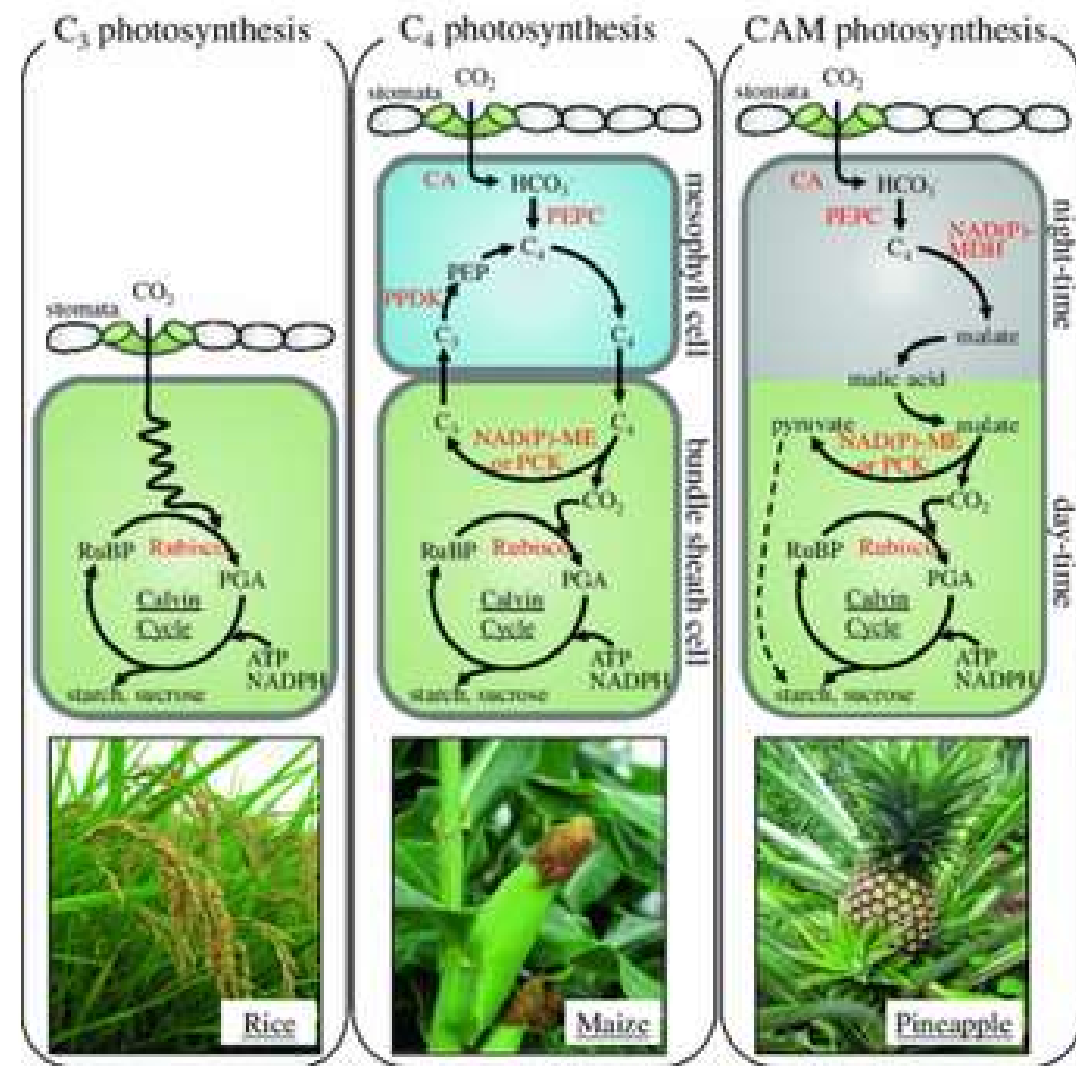 C₃ photosynthesis
CO₂
stomata
RuBP
Rubisco
PGA
Calvin
Cycle
ATP
NADPH
starch, sucrose
Rice
C₄ photosynthesis
CO₂
stomata
CA
HCO₃
PEPC
C₄
PEP
PPDK
C₃
C₄
mesophyll cell
C₃
C₄
NAD(P)-ME
or PCK
CO₂
RuBP
Rubisco
PGA
Calvin
Cycle
ATP
NADPH
starch, sucrose
bundle sheath cell
Maize
CAM photosynthesis
CO₂
stomata
CA
HCO₃
PEPC
NAD(P)-
MDH
C₄
malate
night-time
malic acid
pyruvate
malate
NAD(P)-ME
or PCK
CO₂
RuBP
Rubisco
PGA
Calvin
Cycle
ATP
NADPH
starch, sucrose
day-time
Pineapple